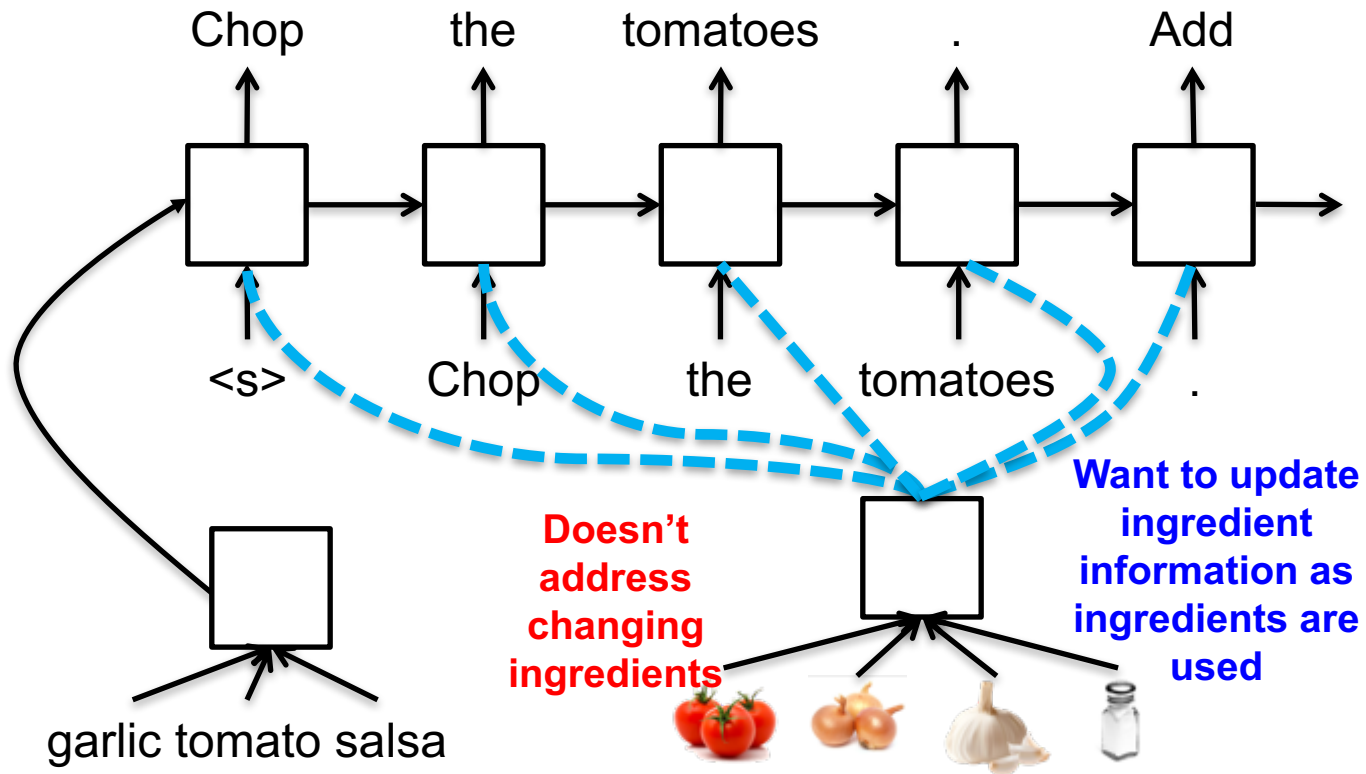 Chop the tomatoes . Add
<s> Chop the tomatoes .
Doesn’t
address
changing
ingredients
Want to update
ingredient
information as
ingredients are
used
garlic tomato salsa